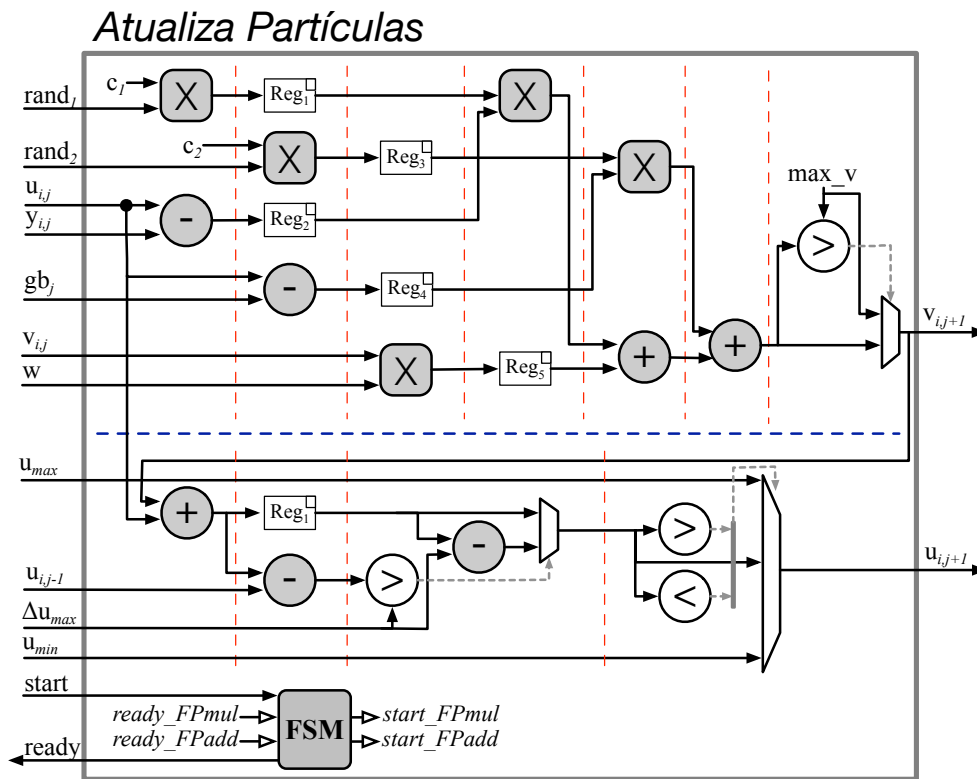 Atualiza Partículas
c1
rand1
X
Reg1
X
c2
rand2
X
Reg3
X
max_v
ui,j
yi,j
-
Reg2
>
gbj
-
Reg4
vi,j+1
vi,j
w
X
Reg5
+
+
umax
+
Reg1
-
>
ui,j-1
-
>
<
ui,j+1
Δumax
umin
start
ready_FPmul
FSM
start_FPmul
ready_FPadd
start_FPadd
ready